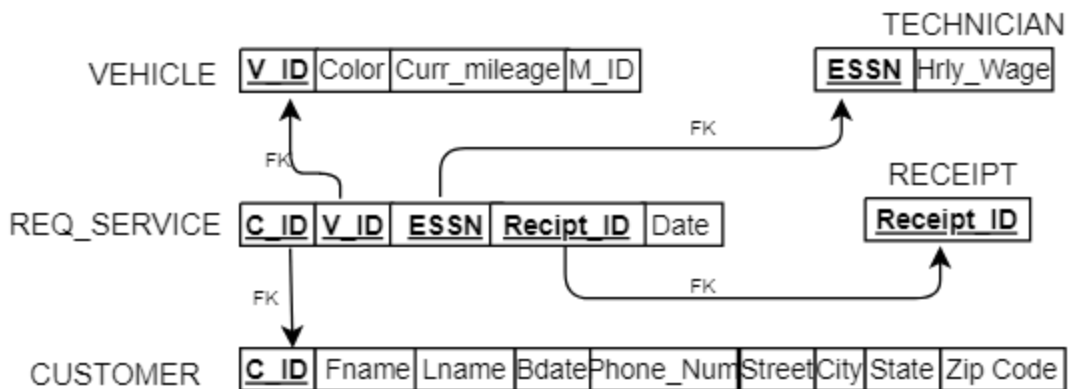 TECHNICIAN
VEHICLE V_ID Color Curr_mileage M_ID ESSN Hrly_Wage
FK
FK
RECEIPT
REQ_SERVICE C_ID V_ID ESSN Recipt_ID Date Receipt_ID
FK
FK
CUSTOMER C_ID Fname Lname Bdate Phone_Num Street City State Zip Code